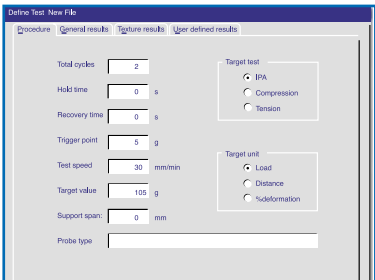 Define Test New File
Procedure General results Texture results User defined results
Total cycles 2
Hold time 0 s
Recovery time 0 s
Trigger point 5 g
Test speed 30 mm/min
Target value 105 g
Support span: 0 mm
Probe type
Target test
IPA
Compression
Tension
Target unit
Load
Distance
%deformation